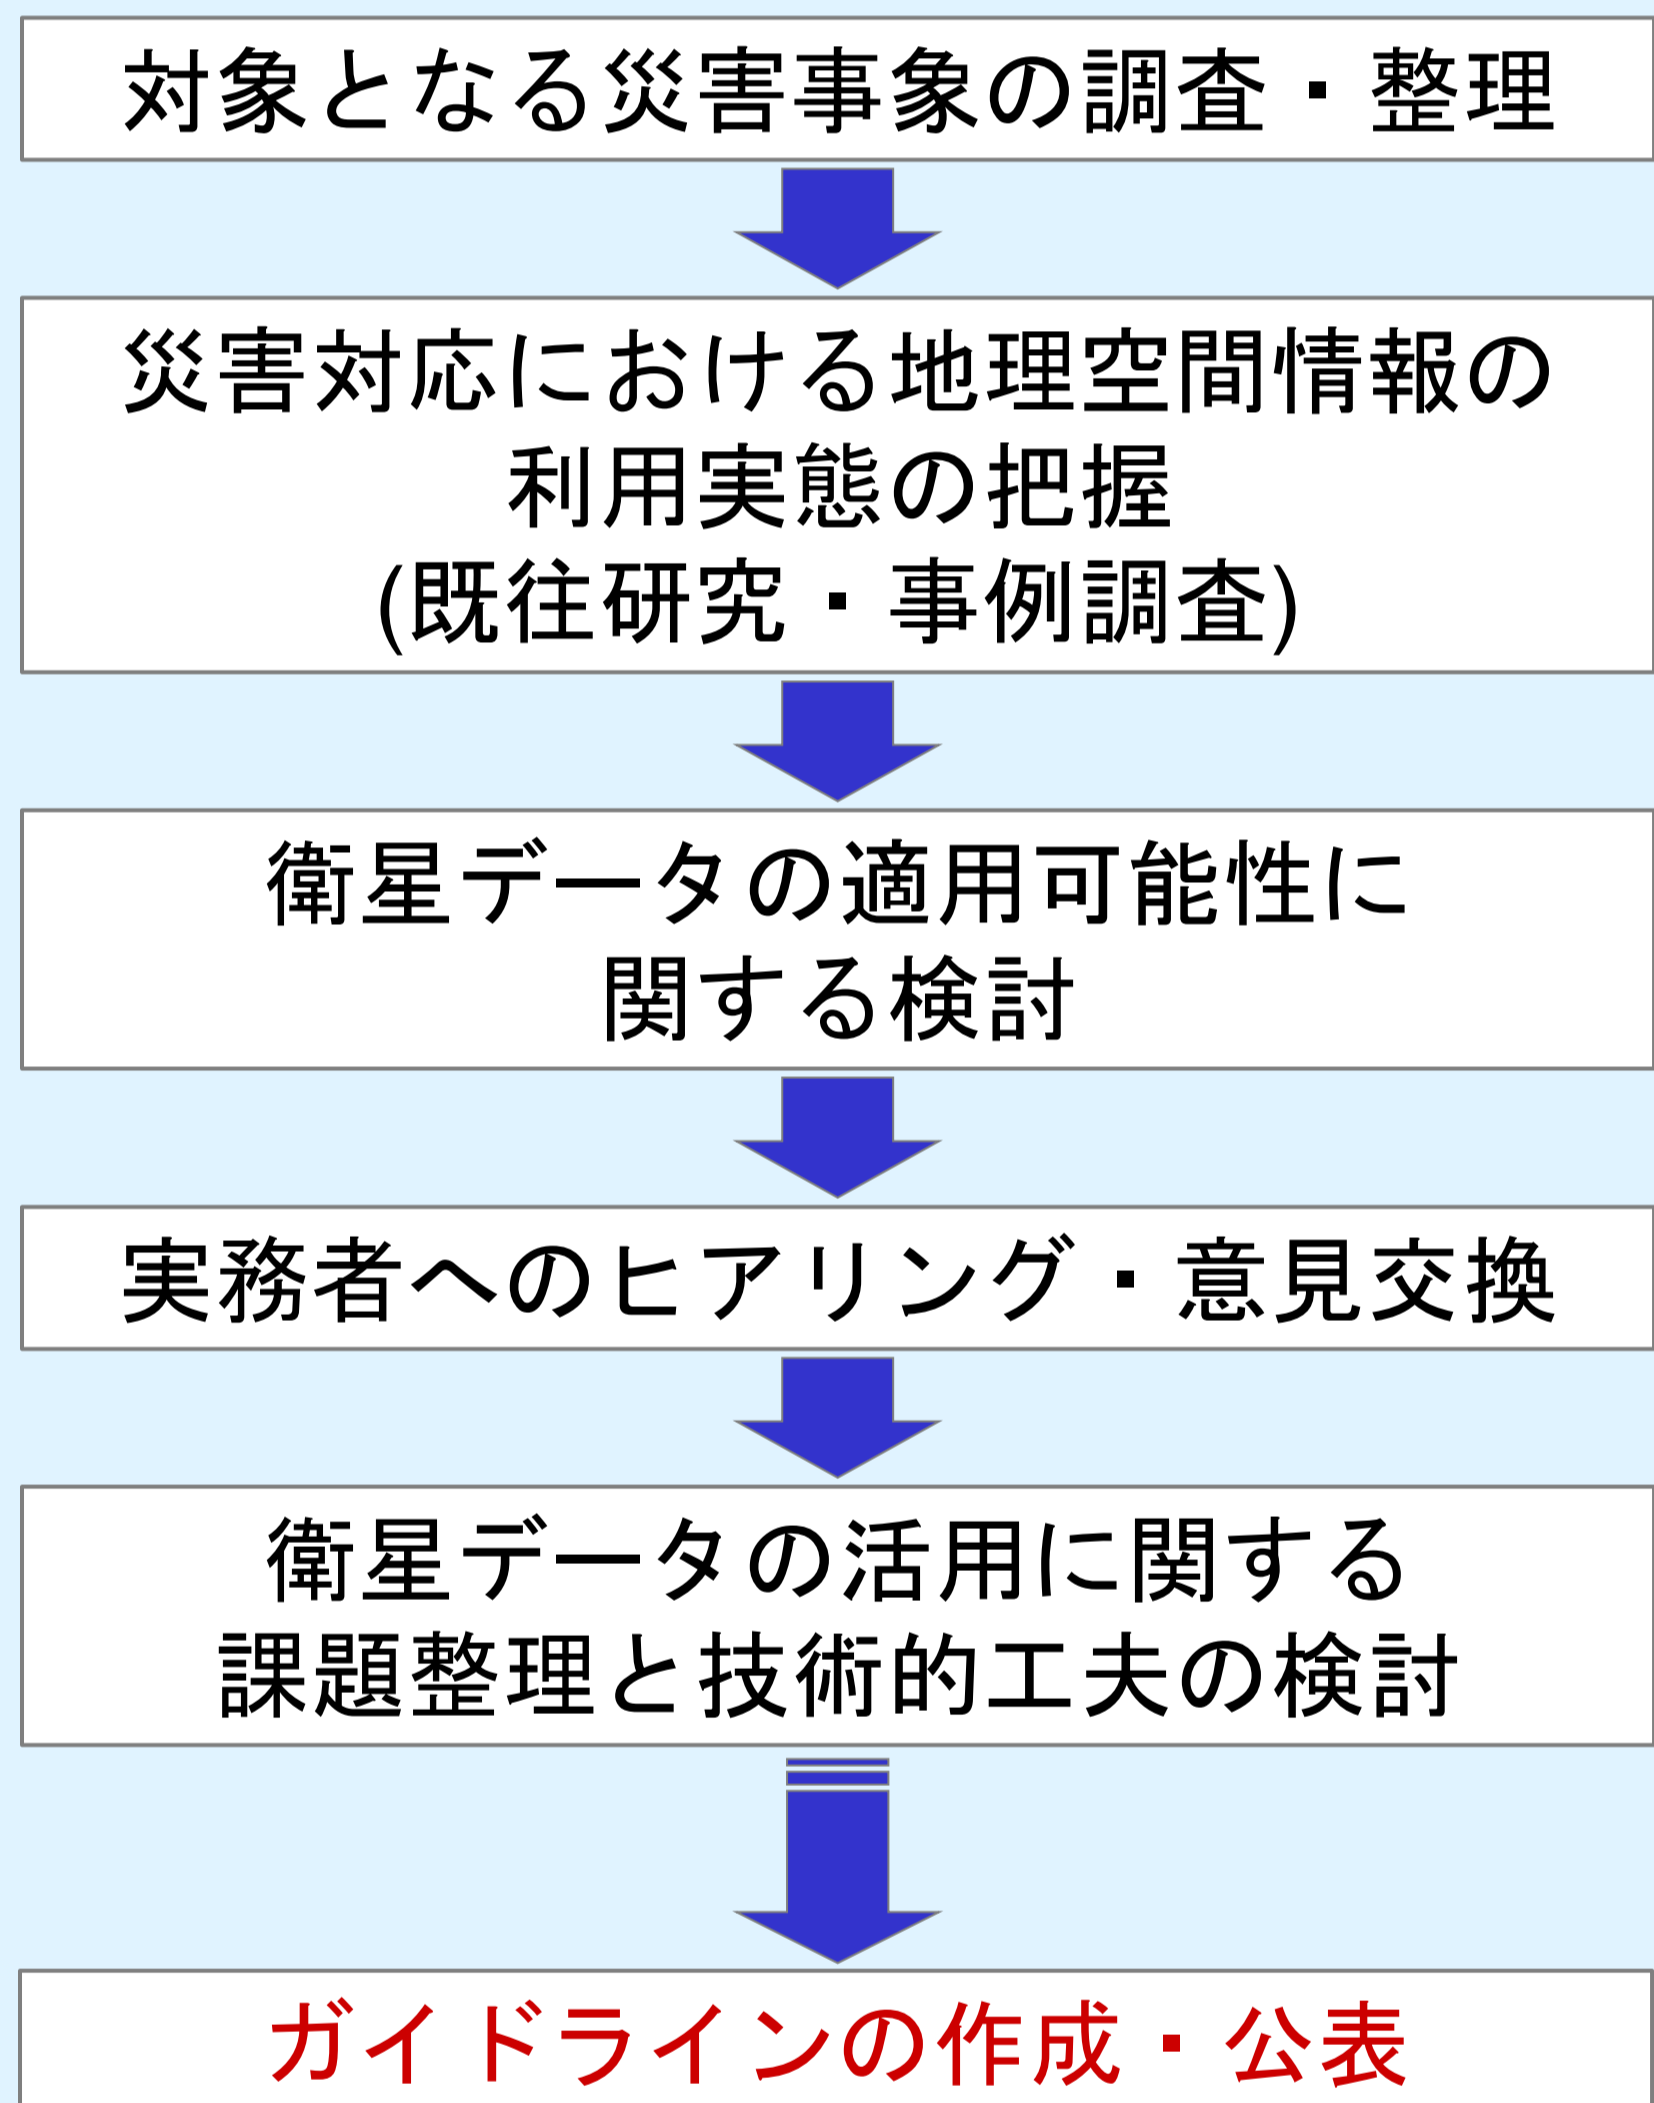 対象となる災害事象の調査・整理
災害対応における地理空間情報の
利用実態の把握
(既往研究・事例調査)
衛星データの適用可能性に
関する検討
実務者へのヒアリング・意見交換
衛星データの活用に関する
課題整理と技術的工夫の検討
ガイドラインの作成・公表